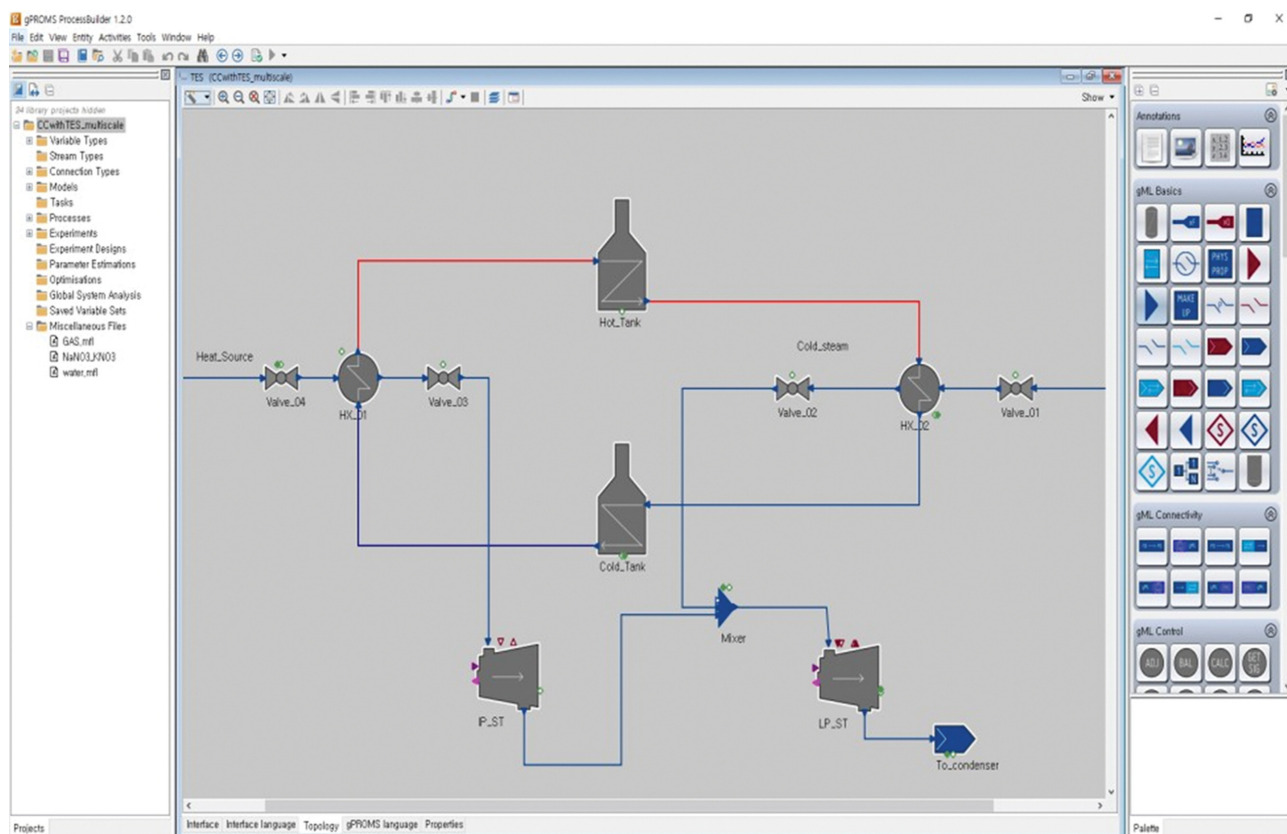 gPROMS ProcessBuilder 1.2.0
File Edit View Entity Activities Tools Window Help
24 library projects hidden
CCwithTES_multiscale
Variable Types
Stream Types
Connection Types
Models
Tasks
Processes
Experiments
Experiment Designs
Parameter Estimations
Optimisations
Global System Analysis
Saved Variable Sets
Miscellaneous Files
GAS.mfl
NaNO3_KNO3
water.mfl
Projects
TES (CCwithTES_multiscale)
Show
Hot_Tank
Heat_Source
Cold_steam
Valve_04
HX_01
Valve_03
Valve_02
HX_02
Valve_01
Cold_Tank
Mixer
IP_ST
LP_ST
To_condenser
Interface Interface language Topology gPROMS language Properties
Annotations
gML Basics
PHYS PROP
MAKE UP
S S
S
gML Connectivity
gML Control
ADJ BAL CALC GET SIG
Palette